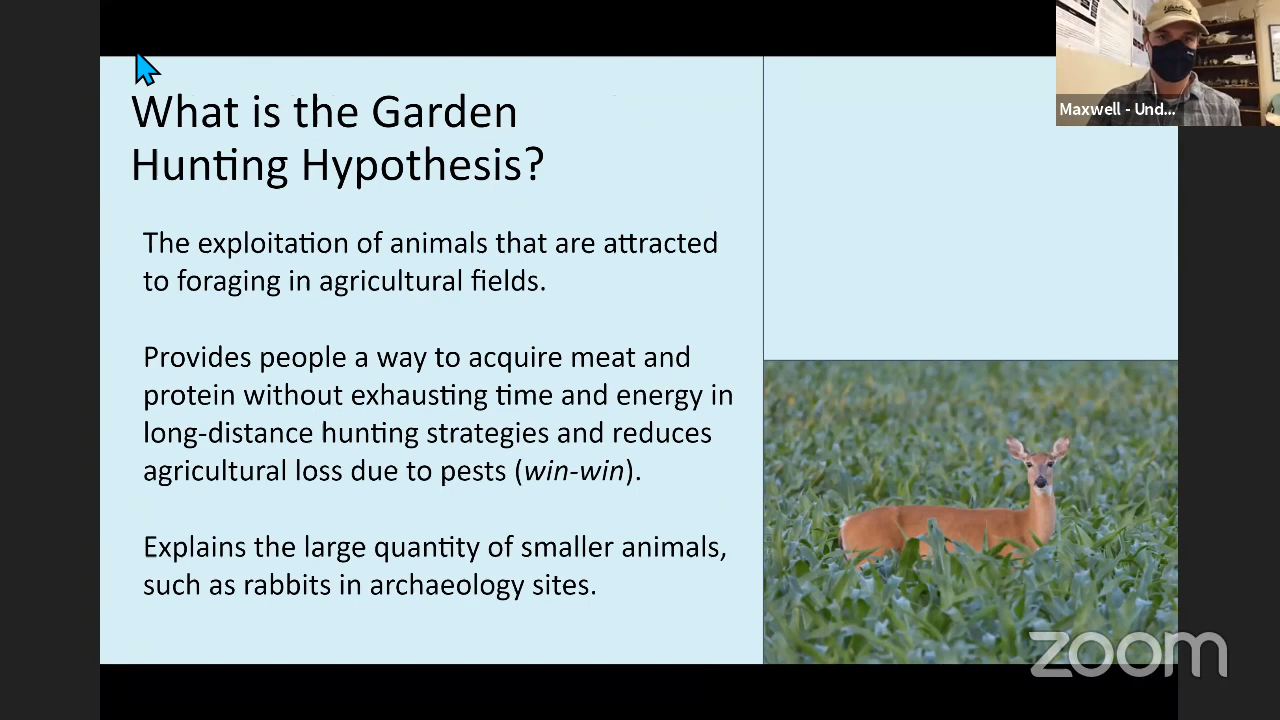 What is the Garden
Hunting Hypothesis?
The exploitation of animals that are attracted
to foraging in agricultural fields.
Provides people a way to acquire meat and
protein without exhausting time and energy in
long-distance hunting strategies and reduces
agricultural loss due to pests (win-win).
Explains the large quantity of smaller animals,
such as rabbits in archaeology sites.
Maxwell - Und...
zoom